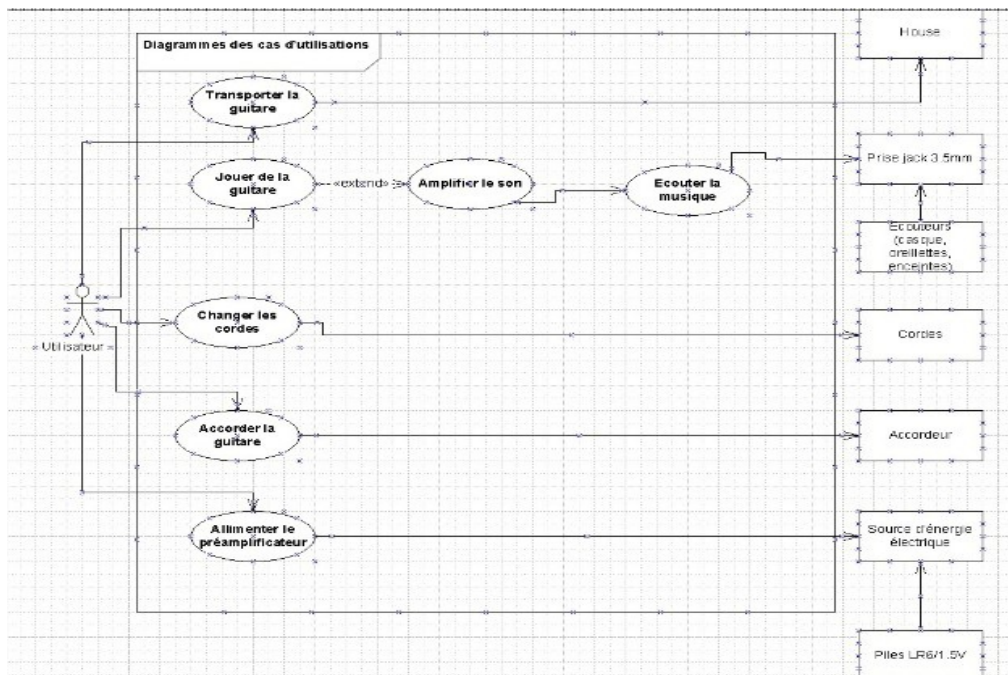 House
Diagrammes des cas d'utilisations
Transporter la
guitare
Prise jack 3.5mm
Jouer de la
guitare
«extend»
Amplifier le son
Ecouter la
musique
Ecouteurs
(casque,
oreillettes,
enceintes)
Changer les
cordes
Cordes
Utilisateur
Accorder la
guitare
Accordeur
Allimenter le
préamplificateur
Source d'énergie
électrique
Piles LR6/1.5V